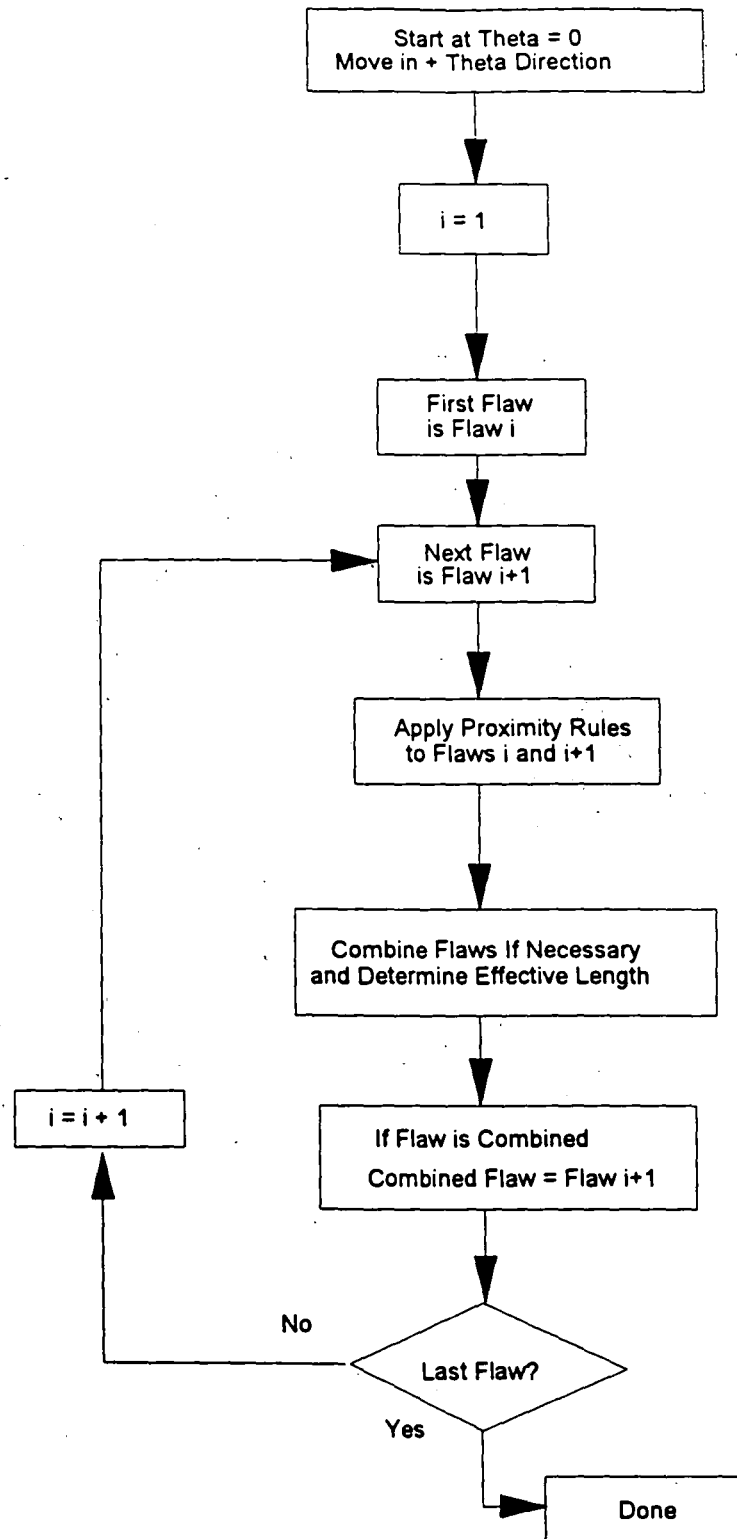 Start at Theta = 0
Move in + Theta Direction
i = 1
First Flaw
is Flaw i
Next Flaw
is Flaw i+1
Apply Proximity Rules
to Flaws i and i+1
Combine Flaws If Necessary
and Determine Effective Length
i = i + 1
If Flaw is Combined
Combined Flaw = Flaw i+1
No
Last Flaw?
Yes
Done